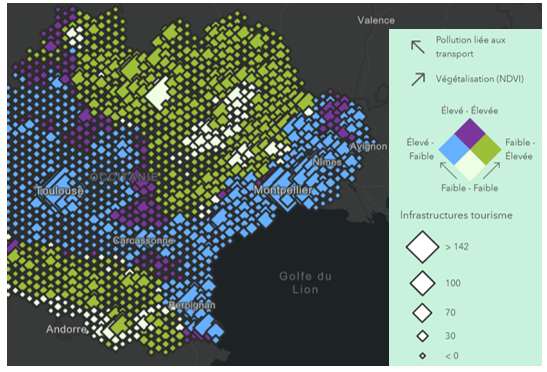 Valence
Avignon
Nîmes
OCCITANIE
Toulouse
Montpellier
Carcassonne
Golfe du
Lion
Perpignan
Andorre
Pollution liée aux
transport
Végétalisation (NDVI)
Élevé - Élevée
Élevé -
Faible
Faible -
Élevée
Faible - Faible
Infrastructures tourisme
> 142
100
70
30
< 0